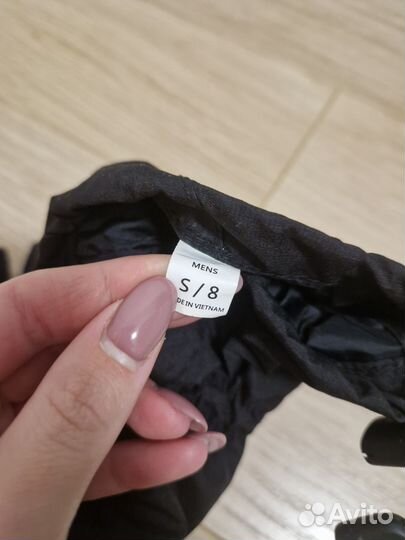 MENS
S / 8
DE IN VIETNAM
Avito